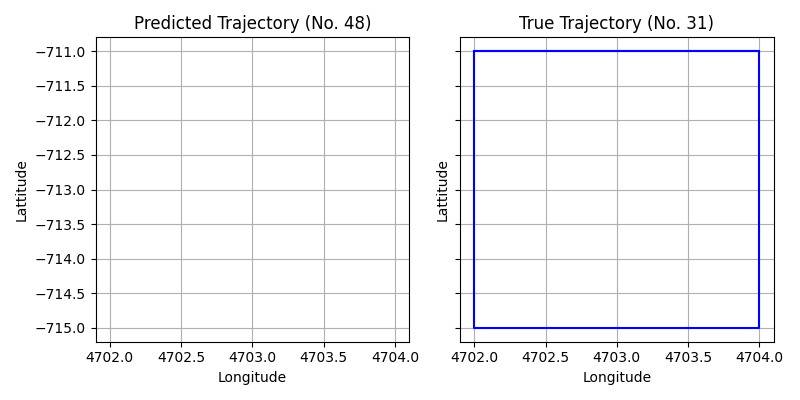 Predicted Trajectory (No. 48)
True Trajectory (No. 31)
−711.0
−711.5
−712.0
−712.5
−713.0
−713.5
−714.0
−714.5
−715.0
Lattitude
Lattitude
4702.0 4702.5 4703.0 4703.5 4704.0
4702.0 4702.5 4703.0 4703.5 4704.0
Longitude
Longitude